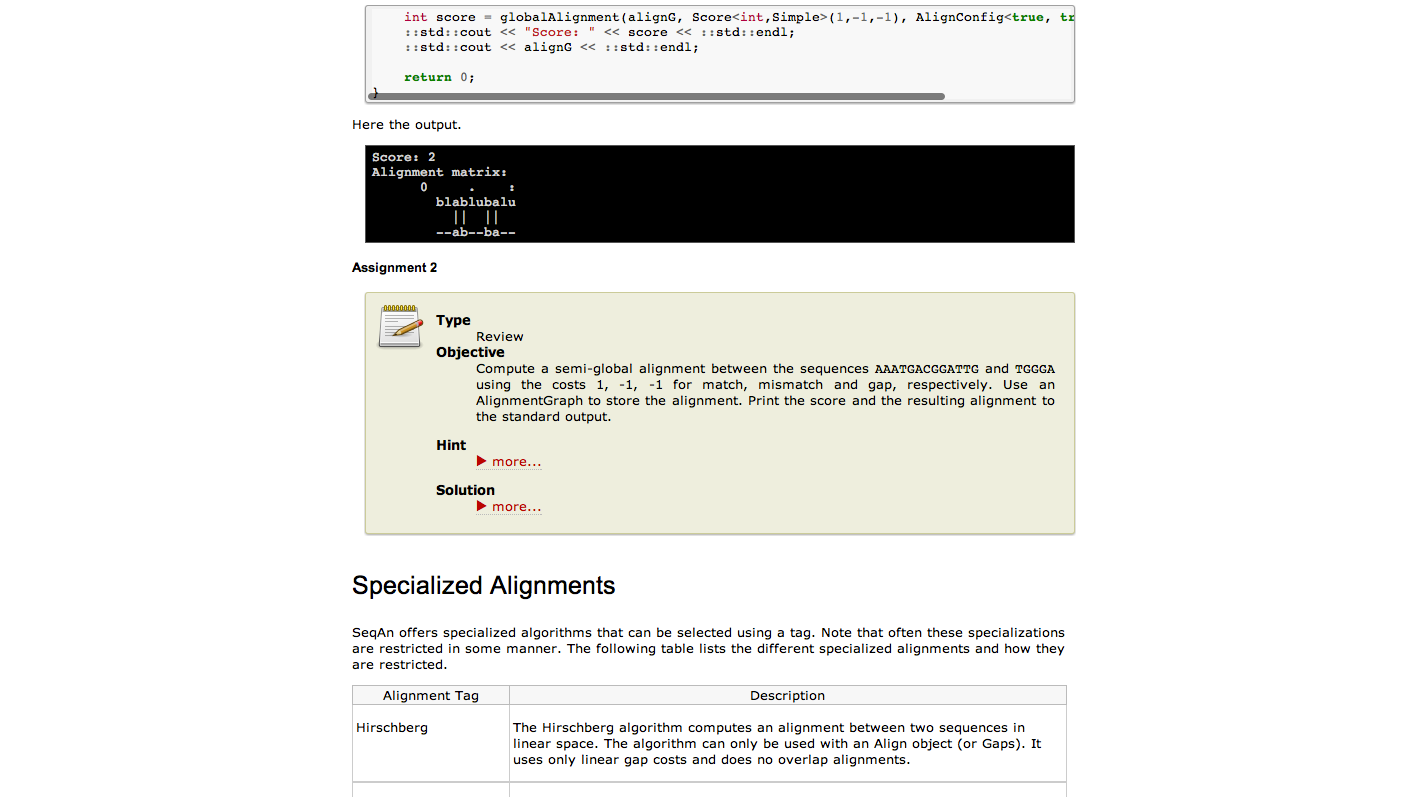 int score = globalAlignment(alignG, Score<int,Simple>(1,-1,-1), AlignConfig<true, tr
::std::cout << "Score: " << score << ::std::endl;
::std::cout << alignG << ::std::endl;
return 0;
}
Here the output.
Score: 2
Alignment matrix:
      0     .    :
        blablubalu
          ||  ||
        --ab--ba--
Assignment 2
Type
Review
Objective
Compute a semi-global alignment between the sequences AAATGACGGATTG and TGGGA
using the costs 1, -1, -1 for match, mismatch and gap, respectively. Use an
AlignmentGraph to store the alignment. Print the score and the resulting alignment to
the standard output.
Hint
▶ more...
Solution
▶ more...
Specialized Alignments
SeqAn offers specialized algorithms that can be selected using a tag. Note that often these specializations
are restricted in some manner. The following table lists the different specialized alignments and how they
are restricted.
Alignment Tag Description
Hirschberg The Hirschberg algorithm computes an alignment between two sequences in
linear space. The algorithm can only be used with an Align object (or Gaps). It
uses only linear gap costs and does no overlap alignments.